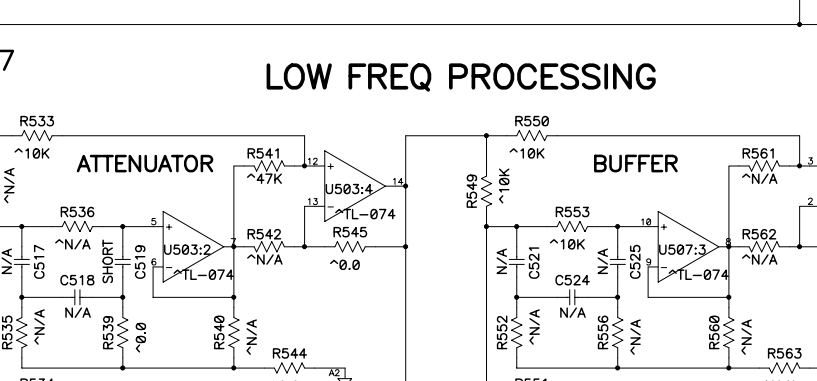 7
LOW FREQ PROCESSING
R533
^10K
^N/A
ATTENUATOR
R541
^47K
12
+
14
U503:4
13
-
^TL-074
R550
^10K
BUFFER
R561
^N/A
3
2
R549
^10K
R536
^N/A
5
+
U503:2
7
6
-
^TL-074
R542
^N/A
R545
^0.0
R553
^10K
10
+
U507:3
8
9
-
^TL-074
R562
^N/A
N/A
C517
SHORT
C519
C518
N/A
N/A
C521
C525
N/A
C524
N/A
R535
^N/A
R539
^0.0
R540
^N/A
R544
A2
R552
^N/A
R556
^N/A
R560
^N/A
R563
R534
R551